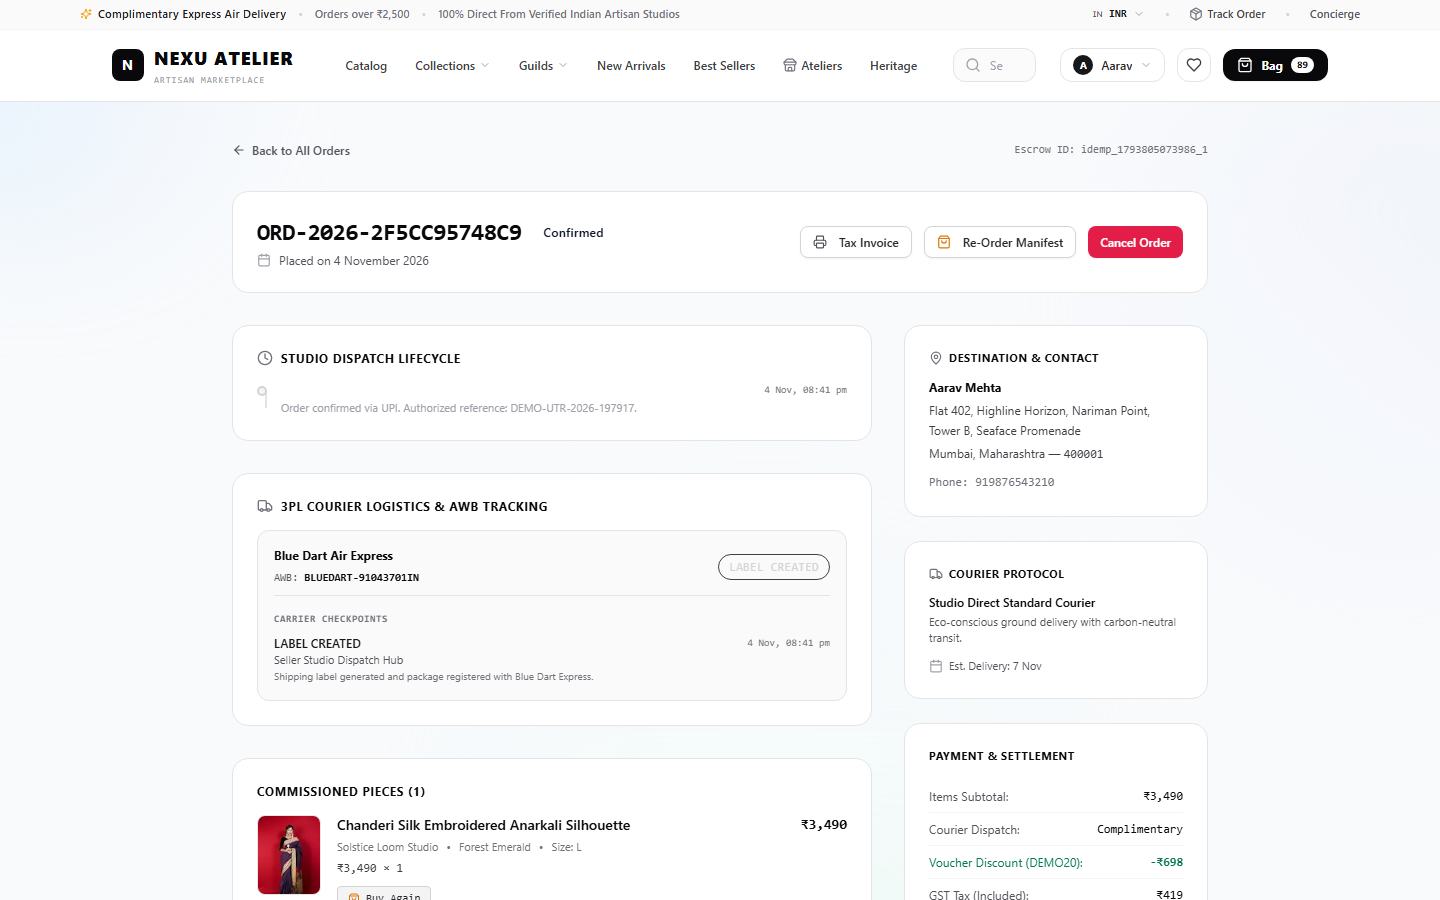 Complimentary Express Air Delivery • Orders over ₹2,500 • 100% Direct From Verified Indian Artisan Studios
IN INR • Track Order • Concierge
N NEXU ATELIER
ARTISAN MARKETPLACE
Catalog Collections Guilds New Arrivals Best Sellers Ateliers Heritage
Se
A Aarav
Bag 89
Back to All Orders
Escrow ID: idemp_1793805073986_1
ORD-2026-2F5CC95748C9 Confirmed
Placed on 4 November 2026
Tax Invoice
Re-Order Manifest
Cancel Order
STUDIO DISPATCH LIFECYCLE
4 Nov, 08:41 pm
Order confirmed via UPI. Authorized reference: DEMO-UTR-2026-197917.
3PL COURIER LOGISTICS & AWB TRACKING
Blue Dart Air Express
AWB: BLUEDART-91043701IN
LABEL CREATED
CARRIER CHECKPOINTS
LABEL CREATED 4 Nov, 08:41 pm
Seller Studio Dispatch Hub
Shipping label generated and package registered with Blue Dart Express.
COMMISSIONED PIECES (1)
Chanderi Silk Embroidered Anarkali Silhouette ₹3,490
Solstice Loom Studio • Forest Emerald • Size: L
₹3,490 × 1
Buy Again
DESTINATION & CONTACT
Aarav Mehta
Flat 402, Highline Horizon, Nariman Point,
Tower B, Seaface Promenade
Mumbai, Maharashtra — 400001
Phone: 919876543210
COURIER PROTOCOL
Studio Direct Standard Courier
Eco-conscious ground delivery with carbon-neutral
transit.
Est. Delivery: 7 Nov
PAYMENT & SETTLEMENT
Items Subtotal: ₹3,490
Courier Dispatch: Complimentary
Voucher Discount (DEMO20): -₹698
GST Tax (Included): ₹419